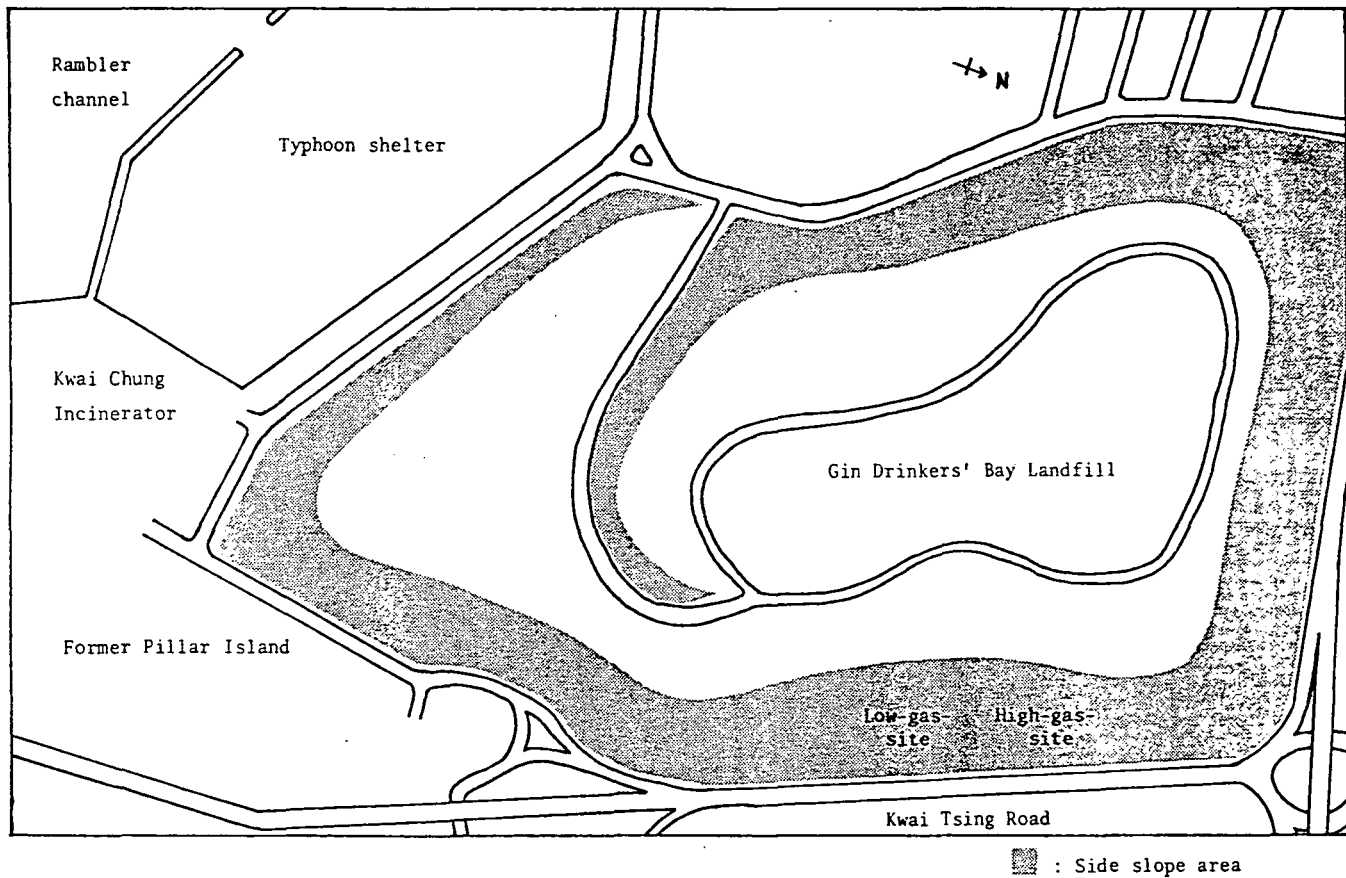 Rambler
channel
N
Typhoon shelter
Kwai Chung
Incinerator
Gin Drinkers' Bay Landfill
Former Pillar Island
Low-gas-
site
High-gas-
site
Kwai Tsing Road
: Side slope area